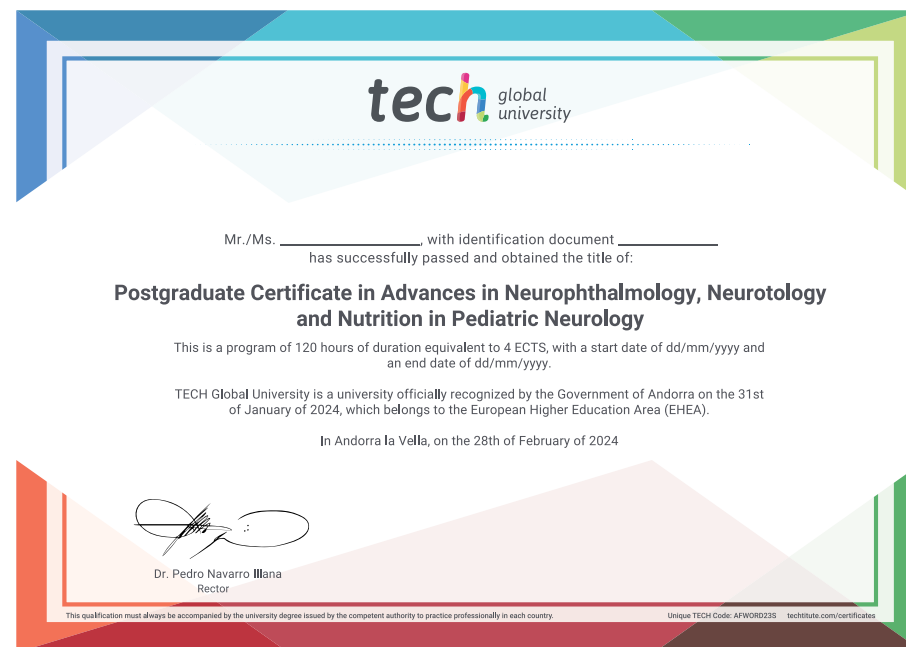 tech global
university
Mr./Ms. ____________, with identification document ____________
has successfully passed and obtained the title of:
Postgraduate Certificate in Advances in Neurophthalmology, Neurotology
and Nutrition in Pediatric Neurology
This is a program of 120 hours of duration equivalent to 4 ECTS, with a start date of dd/mm/yyyy and
an end date of dd/mm/yyyy.
TECH Global University is a university officially recognized by the Government of Andorra on the 31st
of January of 2024, which belongs to the European Higher Education Area (EHEA).
In Andorra la Vella, on the 28th of February of 2024
Dr. Pedro Navarro Illana
Rector
This qualification must always be accompanied by the university degree issued by the competent authority to practice professionally in each country.
Unique TECH Code: AFWORD23S techtitute.com/certificates